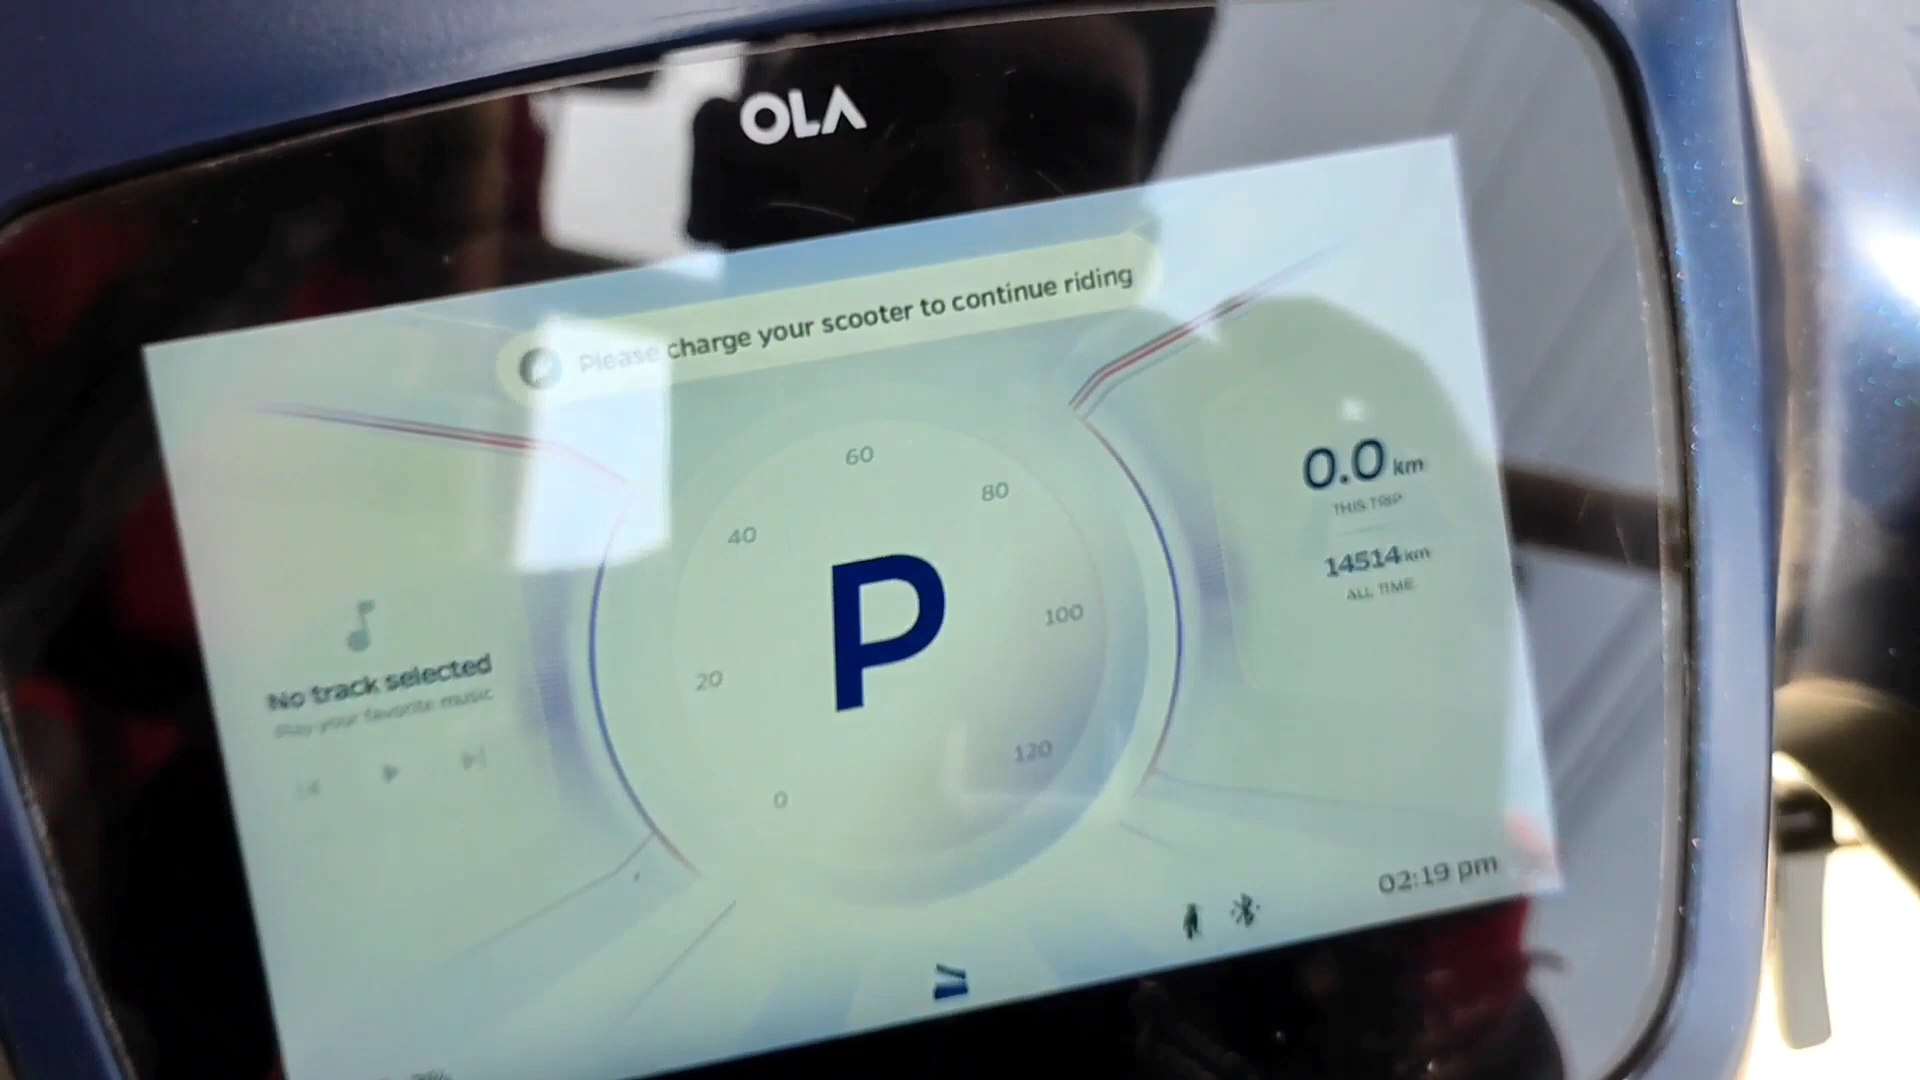 OLA
Please charge your scooter to continue riding
60
80
40
100
20
120
0
P
0.0 km
THIS TRIP
14514 km
ALL TIME
No track selected
Play your favorite music
02:19 pm